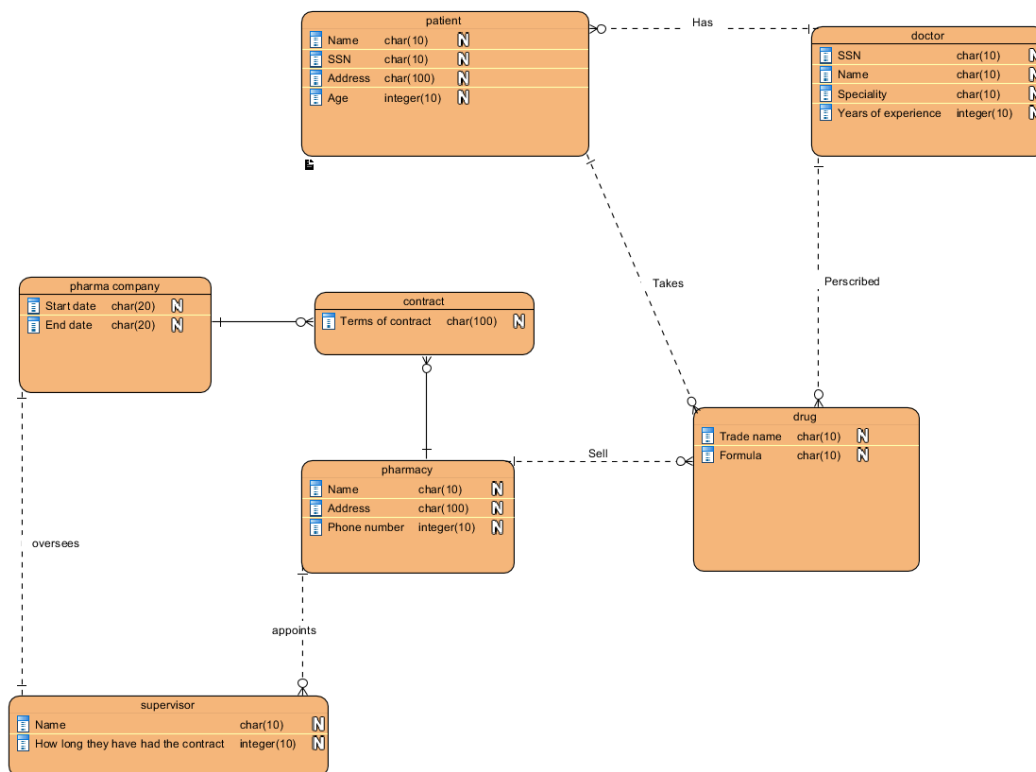 patient
Name char(10) N
SSN char(10) N
Address char(100) N
Age integer(10) N
Has
doctor
SSN char(10) N
Name char(10) N
Speciality char(10) N
Years of experience integer(10) N
Takes
Perscribed
pharma company
Start date char(20) N
End date char(20) N
contract
Terms of contract char(100) N
drug
Trade name char(10) N
Formula char(10) N
Sell
pharmacy
Name char(10) N
Address char(100) N
Phone number integer(10) N
oversees
appoints
supervisor
Name char(10) N
How long they have had the contract integer(10) N